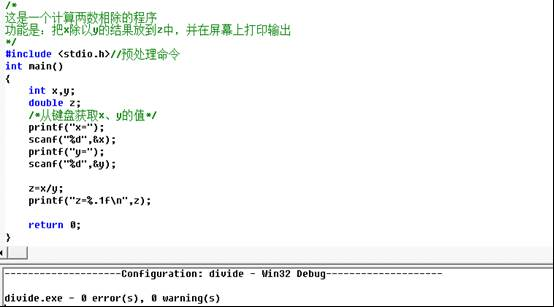 /*
这是一个计算两数相除的程序
功能是：把x除以y的结果放到z中，并在屏幕上打印输出
*/
#include <stdio.h>//预处理命令
int main()
{
    int x,y;
    double z;
    /*从键盘获取x、y的值*/
    printf("x=");
    scanf("%d",&x);
    printf("y=");
    scanf("%d",&y);

    z=x/y;
    printf("z=%.1f\n",z);

    return 0;
}
--------------------Configuration: divide - Win32 Debug--------------------
divide.exe - 0 error(s), 0 warning(s)